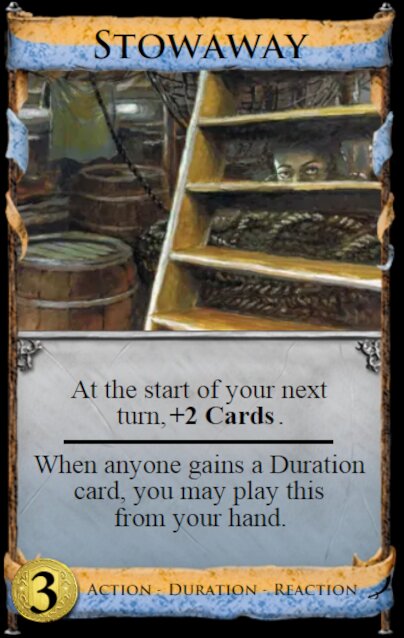 STOWAWAY
At the start of your next
turn, +2 Cards.
When anyone gains a Duration
card, you may play this
from your hand.
3 ACTION - DURATION - REACTION